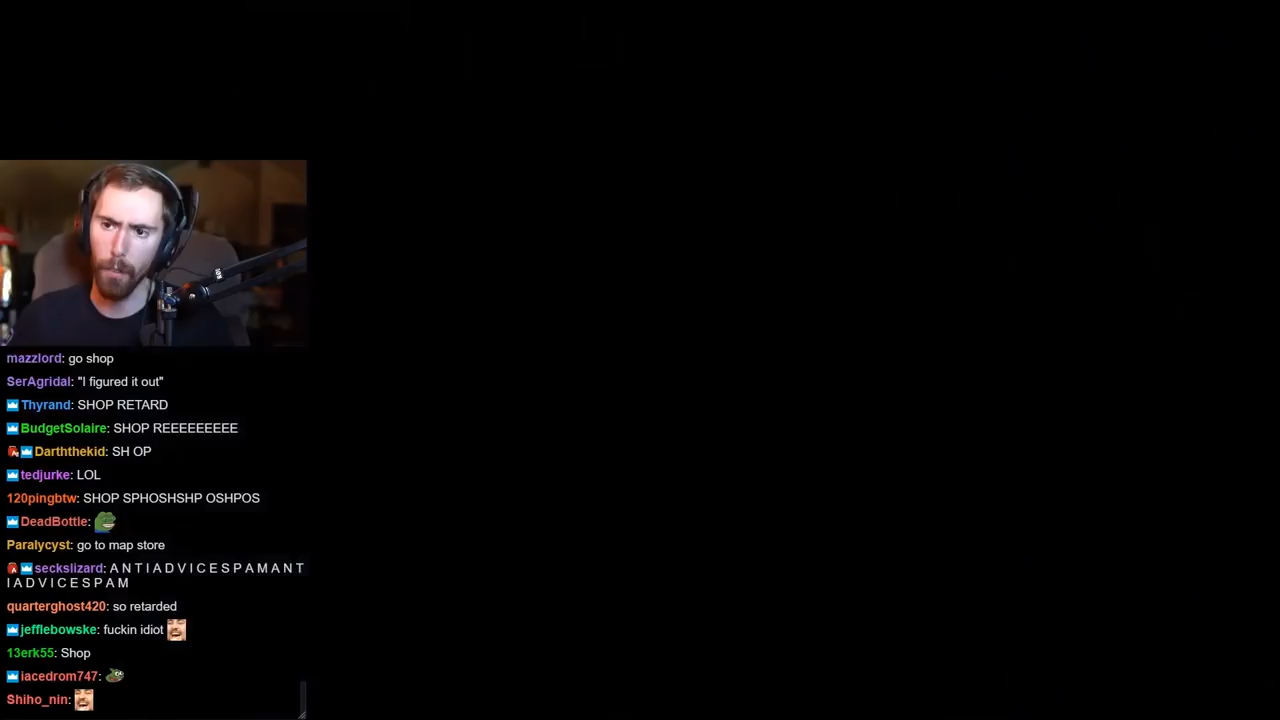 mazzlord: go shop
SerAgridal: "I figured it out"
Thyrand: SHOP RETARD
BudgetSolaire: SHOP REEEEEEEEE
Darththekid: SH OP
tedjurke: LOL
120pingbtw: SHOP SPHOSHSHP OSHPOS
DeadBottle:
Paralycyst: go to map store
seckslizard: A N T I A D V I C E S P A M A N T
I A D V I C E S P A M
quarterghost420: so retarded
jefflebowske: fuckin idiot
13erk55: Shop
iacedrom747:
Shiho_nin: